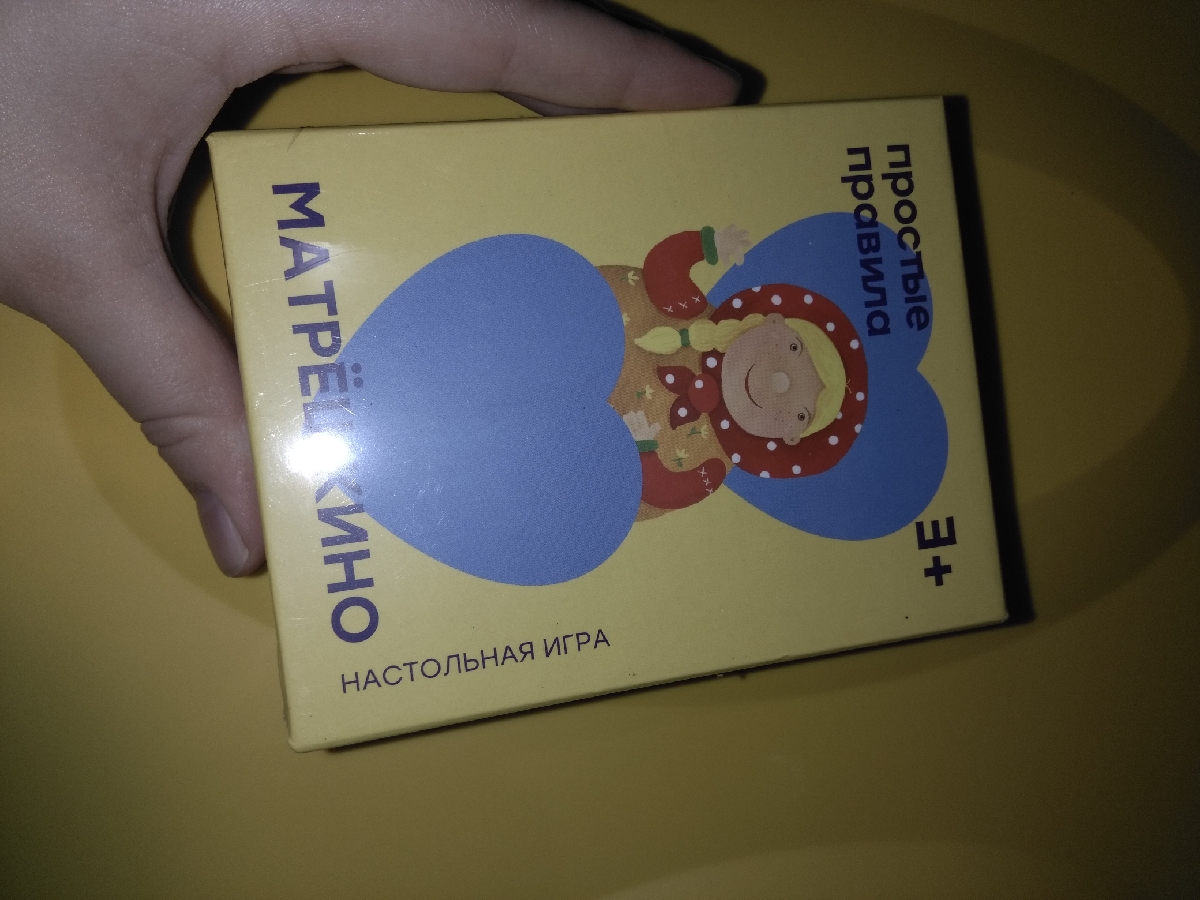 простые
правила
3+
МАТРЁШКИНО
НАСТОЛЬНАЯ ИГРА